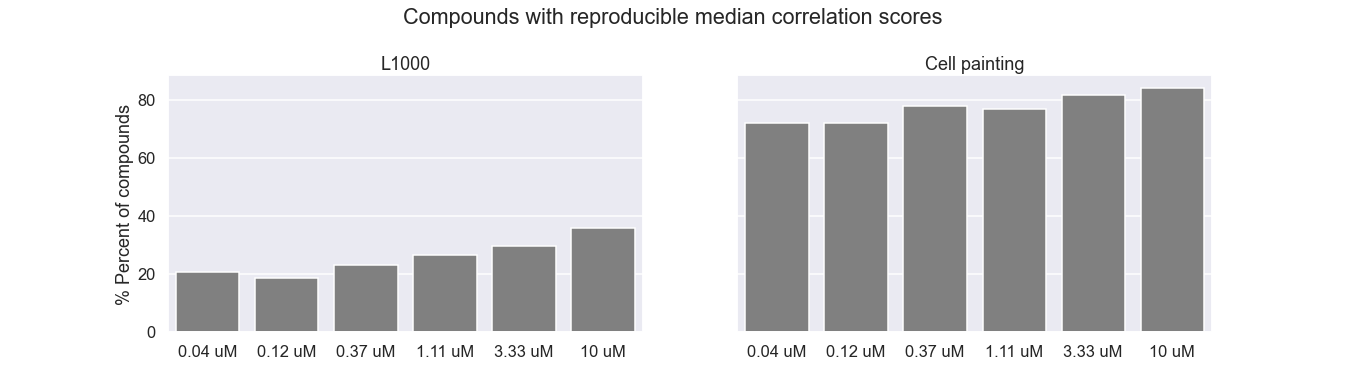 Compounds with reproducible median correlation scores
L1000
Cell painting
% Percent of compounds
80
60
40
20
0
0.04 uM 0.12 uM 0.37 uM 1.11 uM 3.33 uM 10 uM
0.04 uM 0.12 uM 0.37 uM 1.11 uM 3.33 uM 10 uM